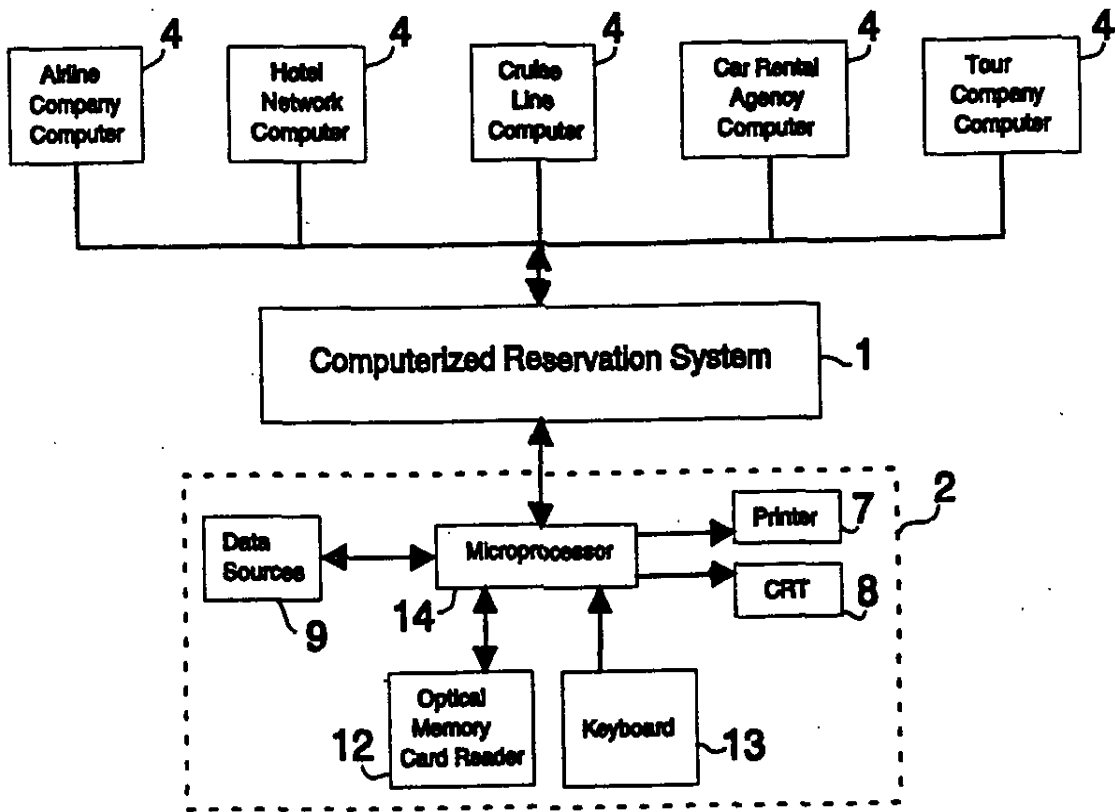 4
4
4
4
4
Airline
Company
Computer
Hotel
Network
Computer
Cruise
Line
Computer
Car Rental
Agency
Computer
Tour
Company
Computer
Computerized Reservation System
1
2
Data
Sources
9
Microprocessor
14
Printer
7
CRT
8
Optical
Memory
Card Reader
12
Keyboard
13